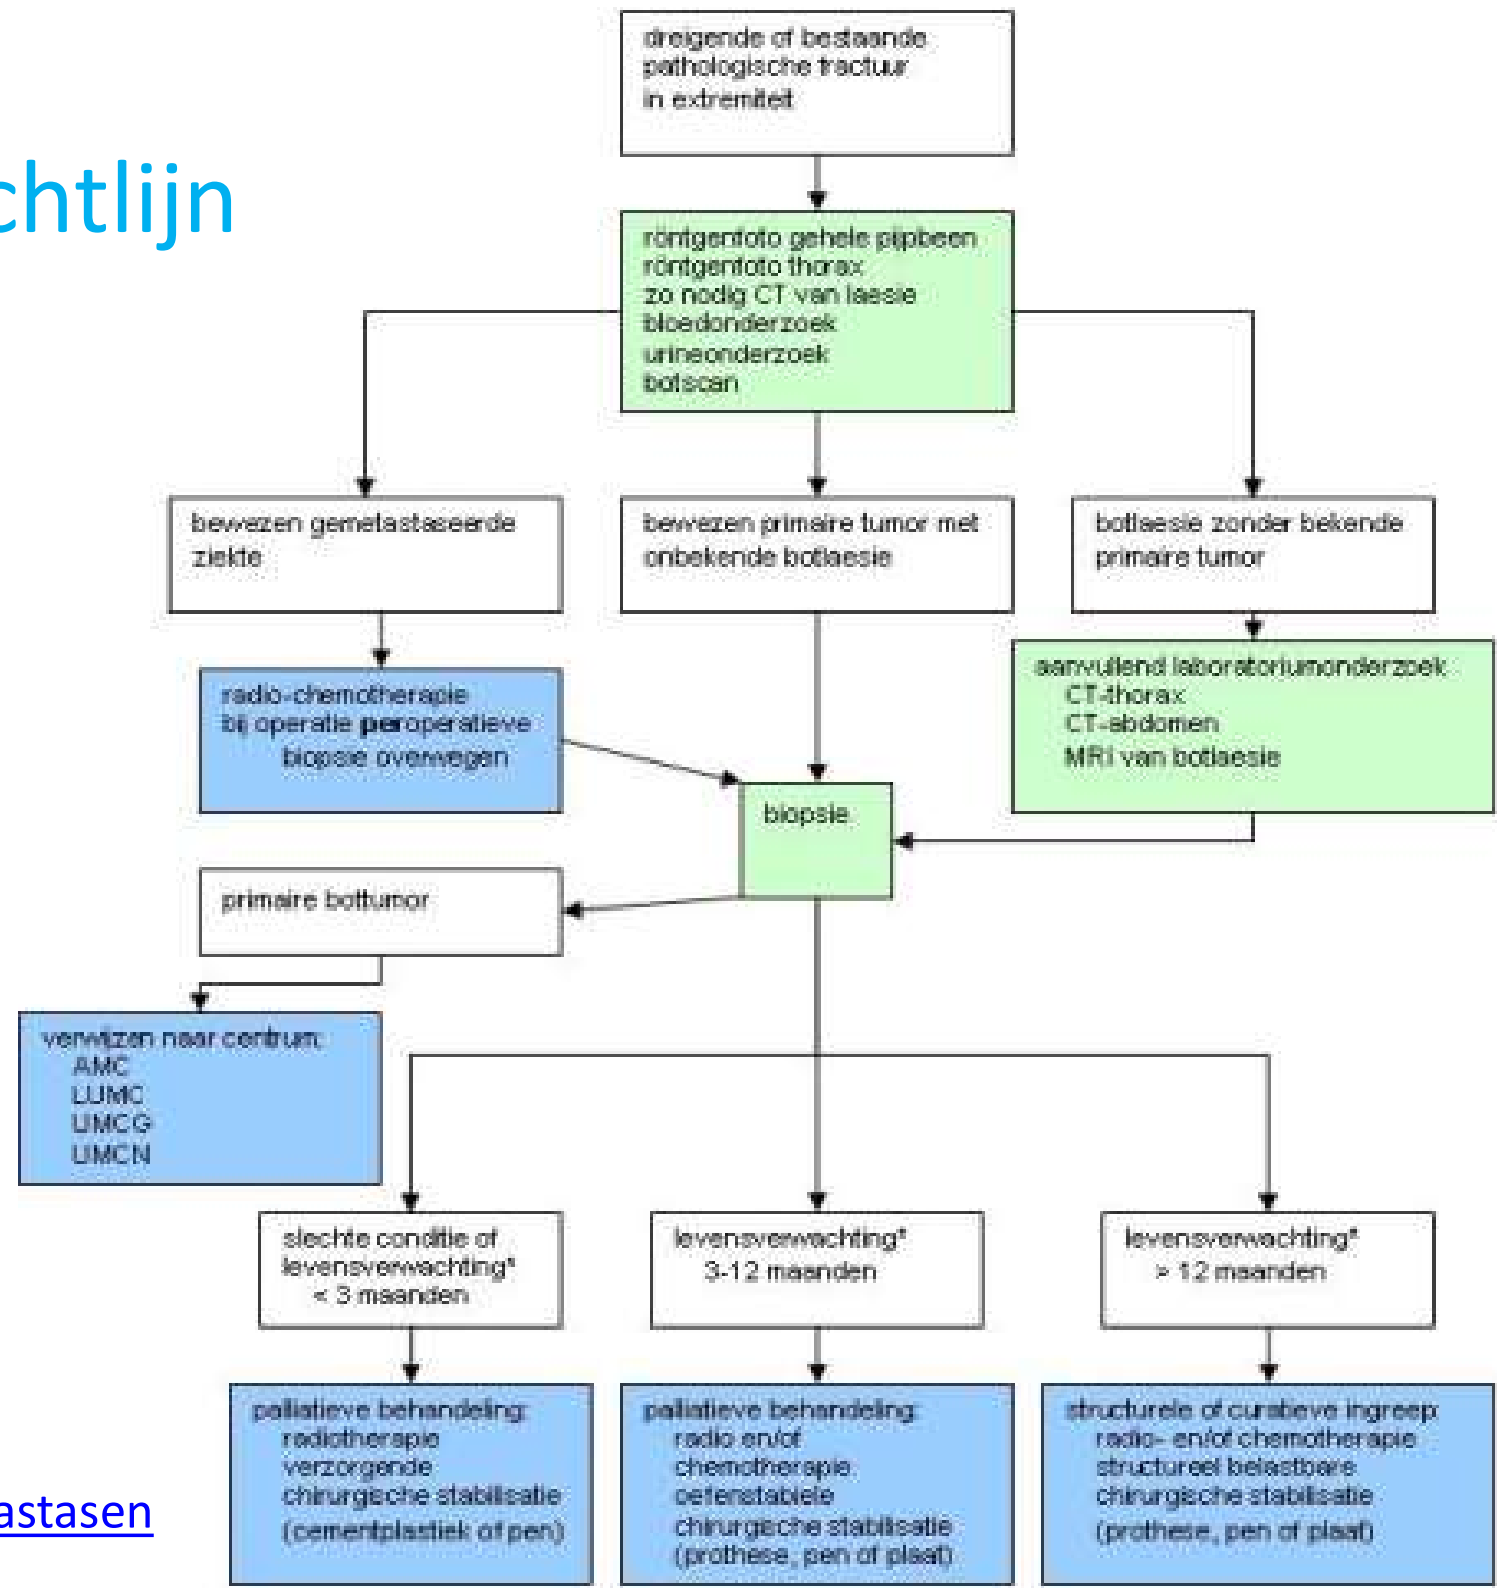 dreigende of bestaande
pathologische fractuur
in extremiteit
chtlijn
röntgenfoto gehele pijpbeen
röntgenfoto thorax
zo nodig CT van laesie
bloedonderzoek
urineonderzoek
botscan
bewezen gemetastaseerde
ziekte
bewezen primaire tumor met
onbekende botlaesie
botlaesie zonder bekende
primaire tumor
radio-chemotherapie
bij operatie peroperatieve
biopsie overwegen
aanvullend laboratoriumonderzoek
CT-thorax
CT-abdomen
MRI van botlaesie
biopsie
primaire bottumor
verwijzen naar centrum:
AMC
LUMC
UMCG
UMCN
slechte conditie of
levensverwachting*
< 3 maanden
levensverwachting*
3-12 maanden
levensverwachting*
> 12 maanden
palliatieve behandeling:
radiotherapie
verzorgende
chirurgische stabilisatie
(cementplastiek of pen)
palliatieve behandeling:
radio en/of
chemotherapie
oefenstabiele
chirurgische stabilisatie
(prothese, pen of plaat)
structurele of curatieve ingreep:
radio- en/of chemotherapie
structureel belastbare
chirurgische stabilisatie
(prothese, pen of plaat)
astasen